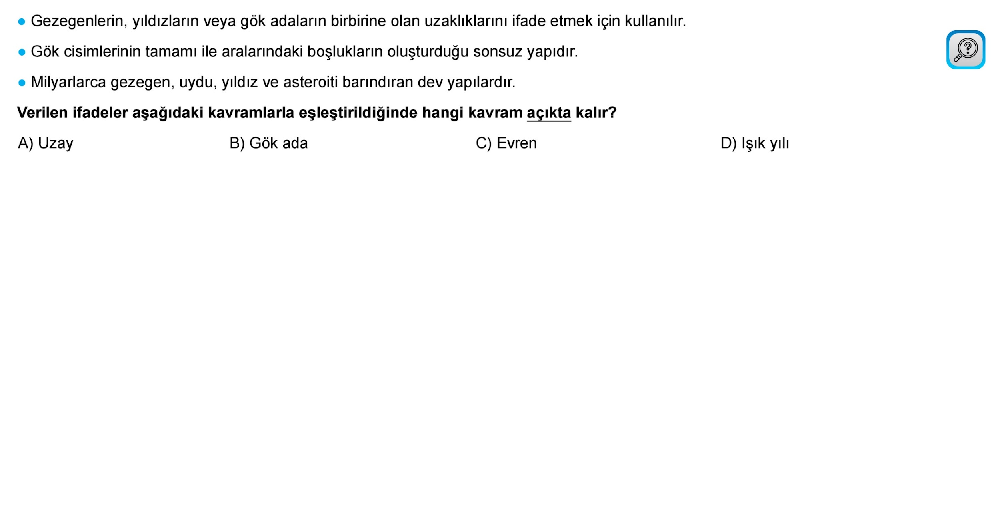 • Gezegenlerin, yıldızların veya gök adaların birbirine olan uzaklıklarını ifade etmek için kullanılır.
• Gök cisimlerinin tamamı ile aralarındaki boşlukların oluşturduğu sonsuz yapıdır.
• Milyarlarca gezegen, uydu, yıldız ve asteroiti barındıran dev yapılardır.
Verilen ifadeler aşağıdaki kavramlarla eşleştirildiğinde hangi kavram açıkta kalır?
A) Uzay B) Gök ada C) Evren D) Işık yılı